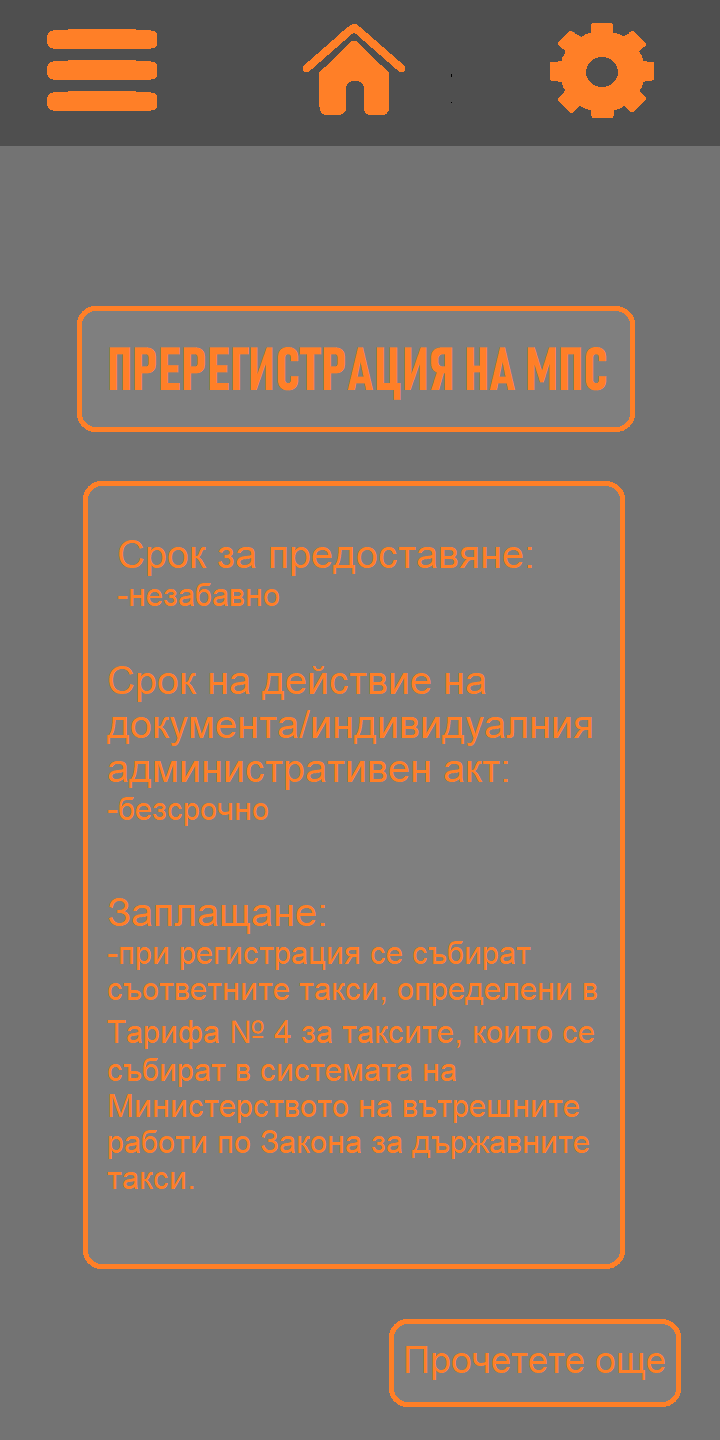 ПРЕРЕГИСТРАЦИЯ НА МПС
Срок за предоставяне:
-незабавно
Срок на действие на
документа/индивидуалния
административен акт:
-безсрочно
Заплащане:
-при регистрация се събират
съответните такси, определени в
Тарифа № 4 за таксите, които се
събират в системата на
Министерството на вътрешните
работи по Закона за държавните
такси.
Прочетете още